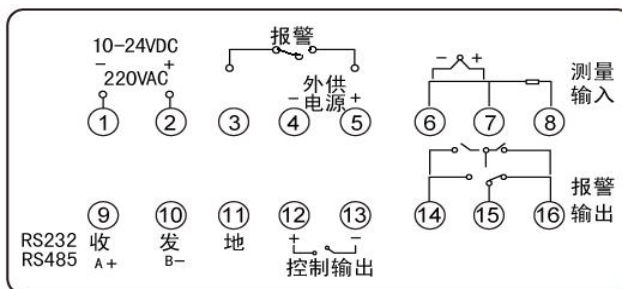 10-24VDC
- +
220VAC
报警
外供
- 电源 +
- +
测量
输入
① ② ③ ④ ⑤ ⑥ ⑦ ⑧
⑨ ⑩ ⑪ ⑫ ⑬ ⑭ ⑮ ⑯
报警
输出
RS232 收 发 地 + -
RS485 A+ B- 控制输出